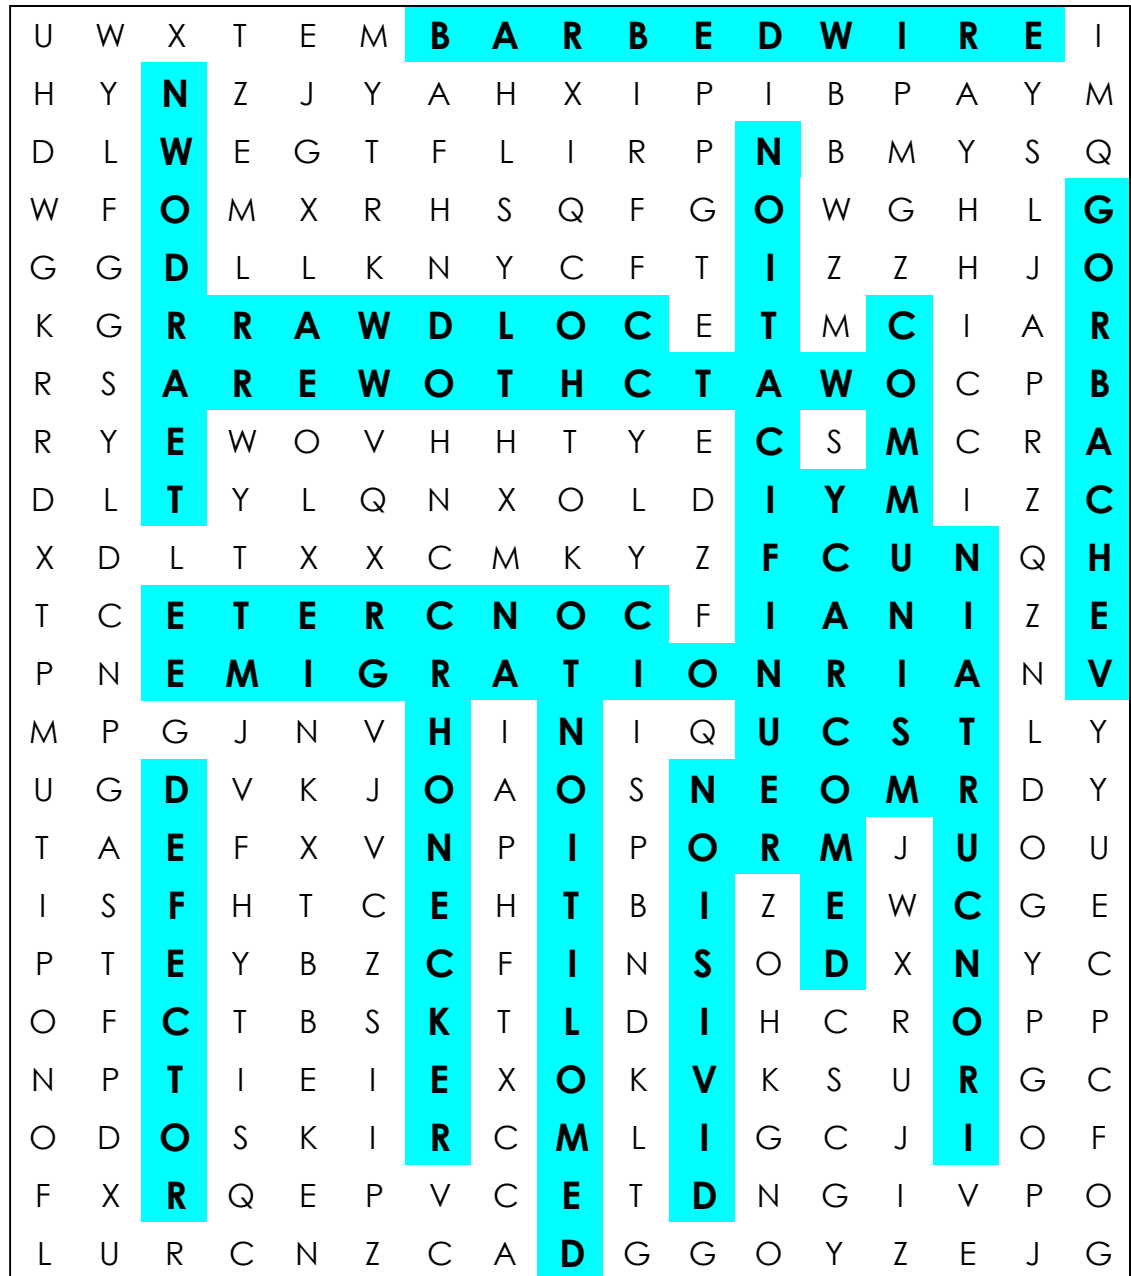 U W X T E M B A R B E D W I R E I
H Y N Z J Y A H X I P I B P A Y M
D L W E G T F L I R P N B M Y S Q
W F O M X R H S Q F G O W G H L G
G G D L L K N Y C F T I Z Z H J O
K G R R A W D L O C E T M C I A R
R S A R E W O T H C T A W O C P B
R Y E W O V H H T Y E C S M C R A
D L T Y L Q N X O L D I Y M I Z C
X D L T X X C M K Y Z F C U N Q H
T C E T E R C N O C F I A N I Z E
P N E M I G R A T I O N R I A N V
M P G J N V H I N I Q U C S T L Y
U G D V K J O A O S N E O M R D Y
T A E F X V N P I P O R M J U O U
I S F H T C E H T B I Z E W C G E
P T E Y B Z C F I N S O D X N Y C
O F C T B S K T L D I H C R O P P
N P T I E I E X O K V K S U R G C
O D O S K I R C M L I G C J I O F
F X R Q E P V C E T D N G I V P O
L U R C N Z C A D G G O Y Z E J G